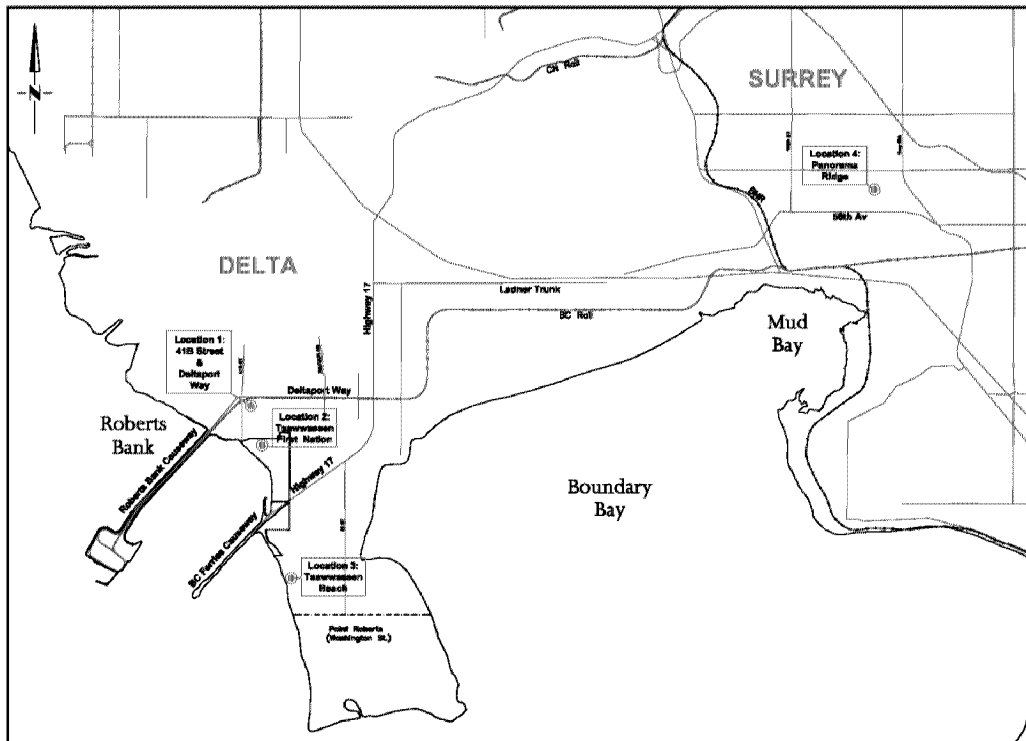 N
CN Rail
SURREY
Location 4:
Panorama
Ridge
BNR
56th Av
DELTA
Highway 17
Ladner Trunk
BC Rail
Mud
Bay
Location 1:
41B Street
&
Deltaport
Way
Deltaport Way
Roberts
Bank
Location 2:
Tsawwassen
First Nation
Roberts Bank Causeway
Highway 17
Boundary
Bay
BC Ferries Causeway
Location 3:
Tsawwassen
Beach
Point Roberts
(Washington St.)